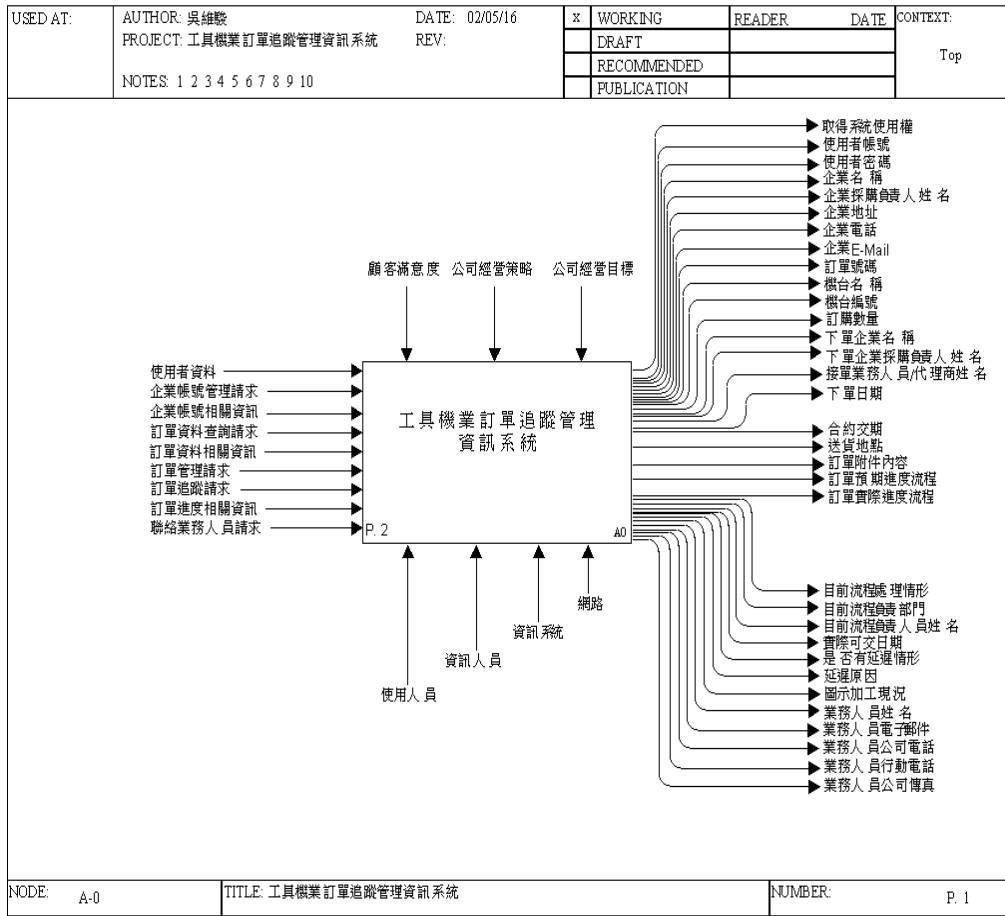 USED AT:
AUTHOR: 吳維駿
DATE: 02/05/16
PROJECT: 工具機業訂單追蹤管理資訊系統
REV:
NOTES: 1 2 3 4 5 6 7 8 9 10
x WORKING
DRAFT
RECOMMENDED
PUBLICATION
READER DATE
CONTEXT:
Top
取得系統使用權
使用者帳號
使用者密碼
企業名稱
企業採購負責人姓名
企業地址
企業電話
企業E-Mail
訂單號碼
機台名稱
機台編號
訂購數量
下單企業名稱
下單企業採購負責人姓名
接單業務人員/代理商姓名
下單日期
合約交期
送貨地點
訂單附件內容
訂單預期進度流程
訂單實際進度流程
顧客滿意度 公司經營策略 公司經營目標
使用者資料
企業帳號管理請求
企業帳號相關資訊
訂單資料查詢請求
訂單資料相關資訊
訂單管理請求
訂單追蹤請求
訂單進度相關資訊
聯絡業務人員請求
工具機業訂單追蹤管理
資訊系統
P. 2
A0
網路
資訊系統
資訊人員
使用人員
目前流程處理情形
目前流程負責部門
目前流程負責人員姓名
實際可交日期
是否有延遲情形
延遲原因
圖示加工現況
業務人員姓名
業務人員電子郵件
業務人員公司電話
業務人員行動電話
業務人員公司傳真
NODE: A-0
TITLE: 工具機業訂單追蹤管理資訊系統
NUMBER: P. 1